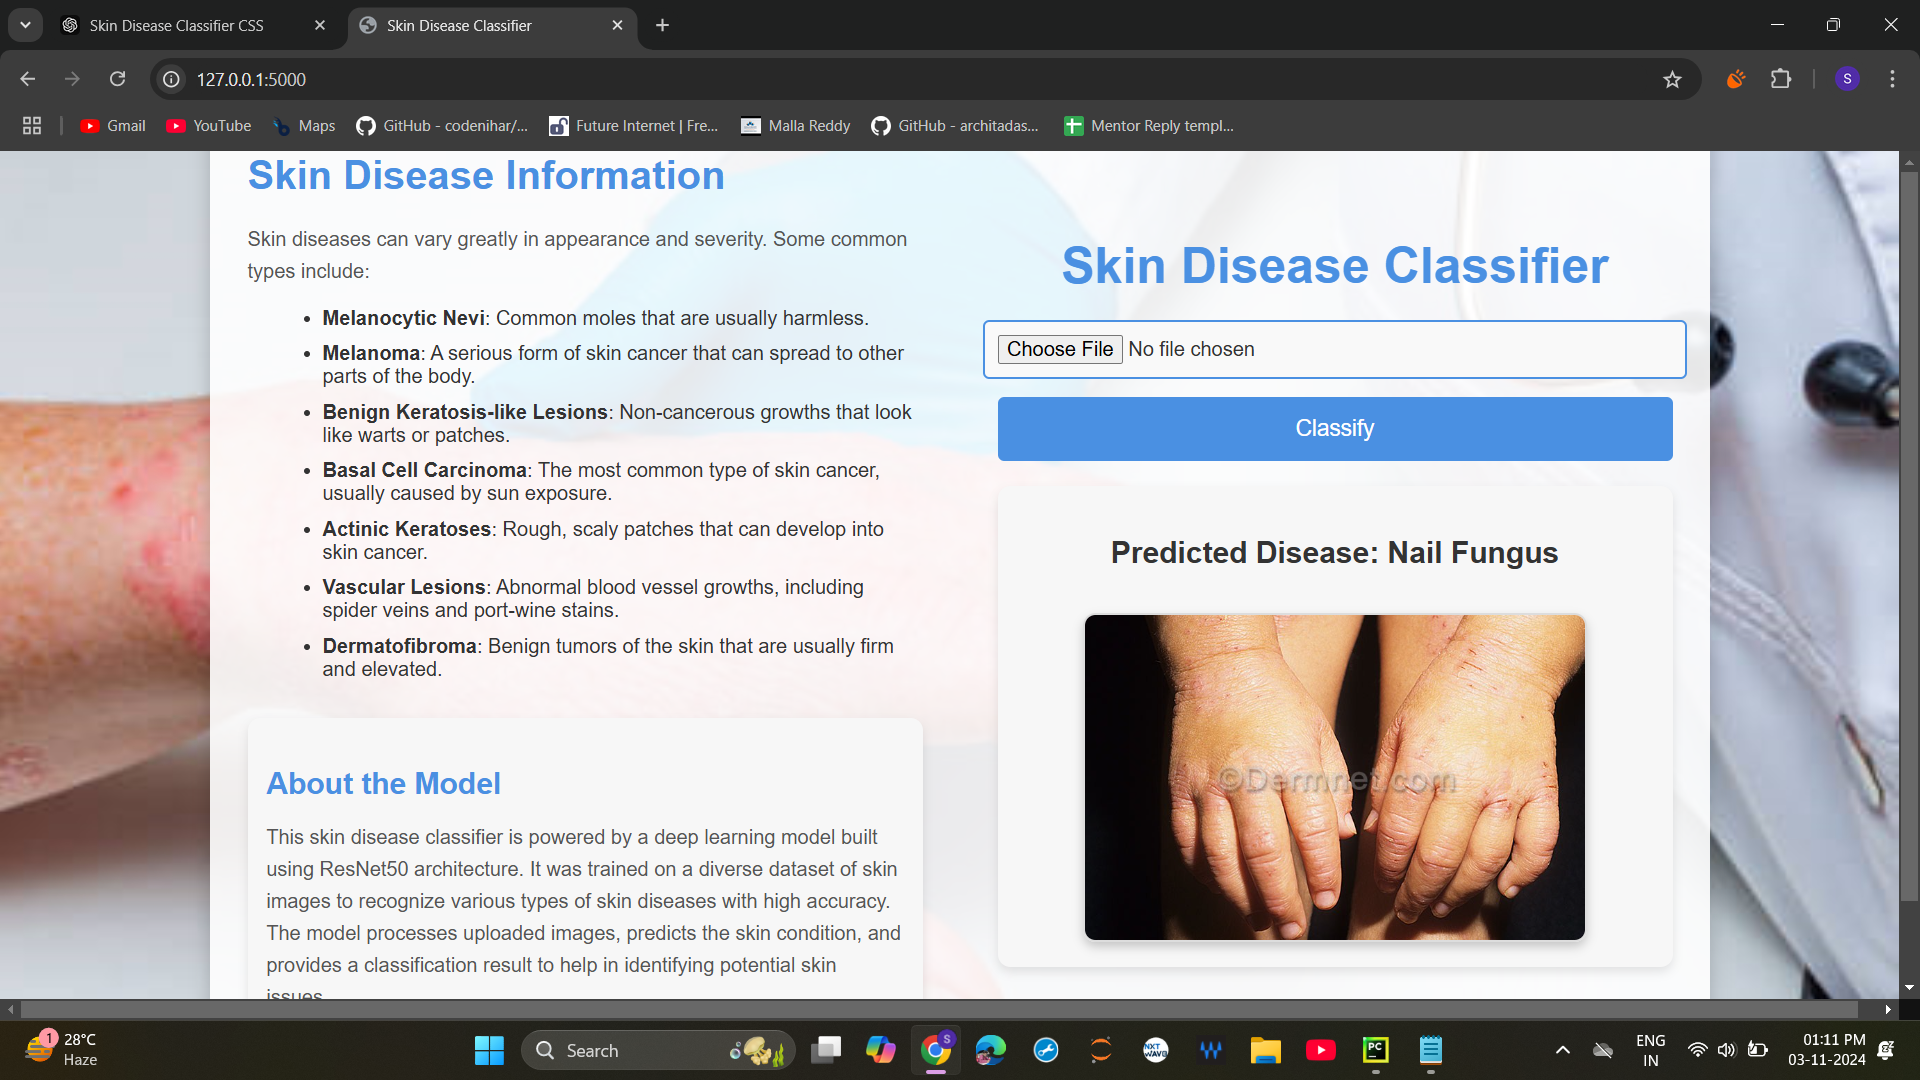 Skin Disease Classifier CSS
Skin Disease Classifier
127.0.0.1:5000
S
Gmail
YouTube
Maps
GitHub - codenihar/...
Future Internet | Fre...
Malla Reddy
GitHub - architadas...
Mentor Reply templ...
Skin Disease Information
Skin diseases can vary greatly in appearance and severity. Some common
types include:
• Melanocytic Nevi: Common moles that are usually harmless.
• Melanoma: A serious form of skin cancer that can spread to other
parts of the body.
• Benign Keratosis-like Lesions: Non-cancerous growths that look
like warts or patches.
• Basal Cell Carcinoma: The most common type of skin cancer,
usually caused by sun exposure.
• Actinic Keratoses: Rough, scaly patches that can develop into
skin cancer.
• Vascular Lesions: Abnormal blood vessel growths, including
spider veins and port-wine stains.
• Dermatofibroma: Benign tumors of the skin that are usually firm
and elevated.
About the Model
This skin disease classifier is powered by a deep learning model built
using ResNet50 architecture. It was trained on a diverse dataset of skin
images to recognize various types of skin diseases with high accuracy.
The model processes uploaded images, predicts the skin condition, and
provides a classification result to help in identifying potential skin
issues.
Skin Disease Classifier
Choose File No file chosen
Classify
Predicted Disease: Nail Fungus
©Dermnet.com
1
28°C
Haze
Search
S
NXT
WAVE
W
PC
ENG
IN
01:11 PM
03-11-2024